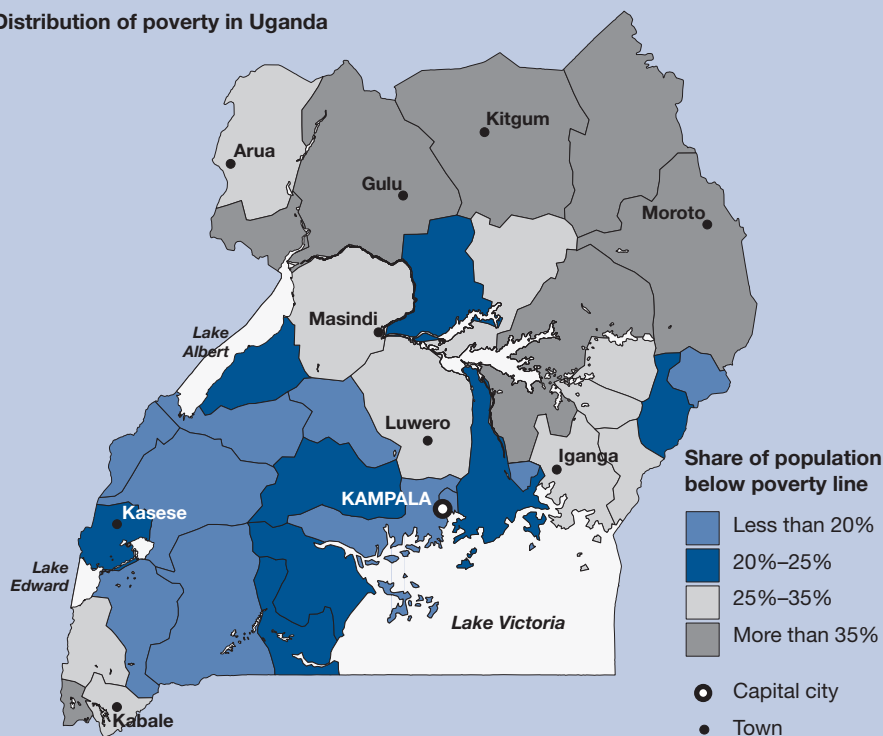 Distribution of poverty in Uganda
Kitgum
Arua
Gulu
Moroto
Masindi
Lake
Albert
Luwero
Iganga
KAMPALA
Kasese
Lake
Edward
Lake Victoria
Kabale
Share of population
below poverty line
Less than 20%
20%–25%
25%–35%
More than 35%
Capital city
Town